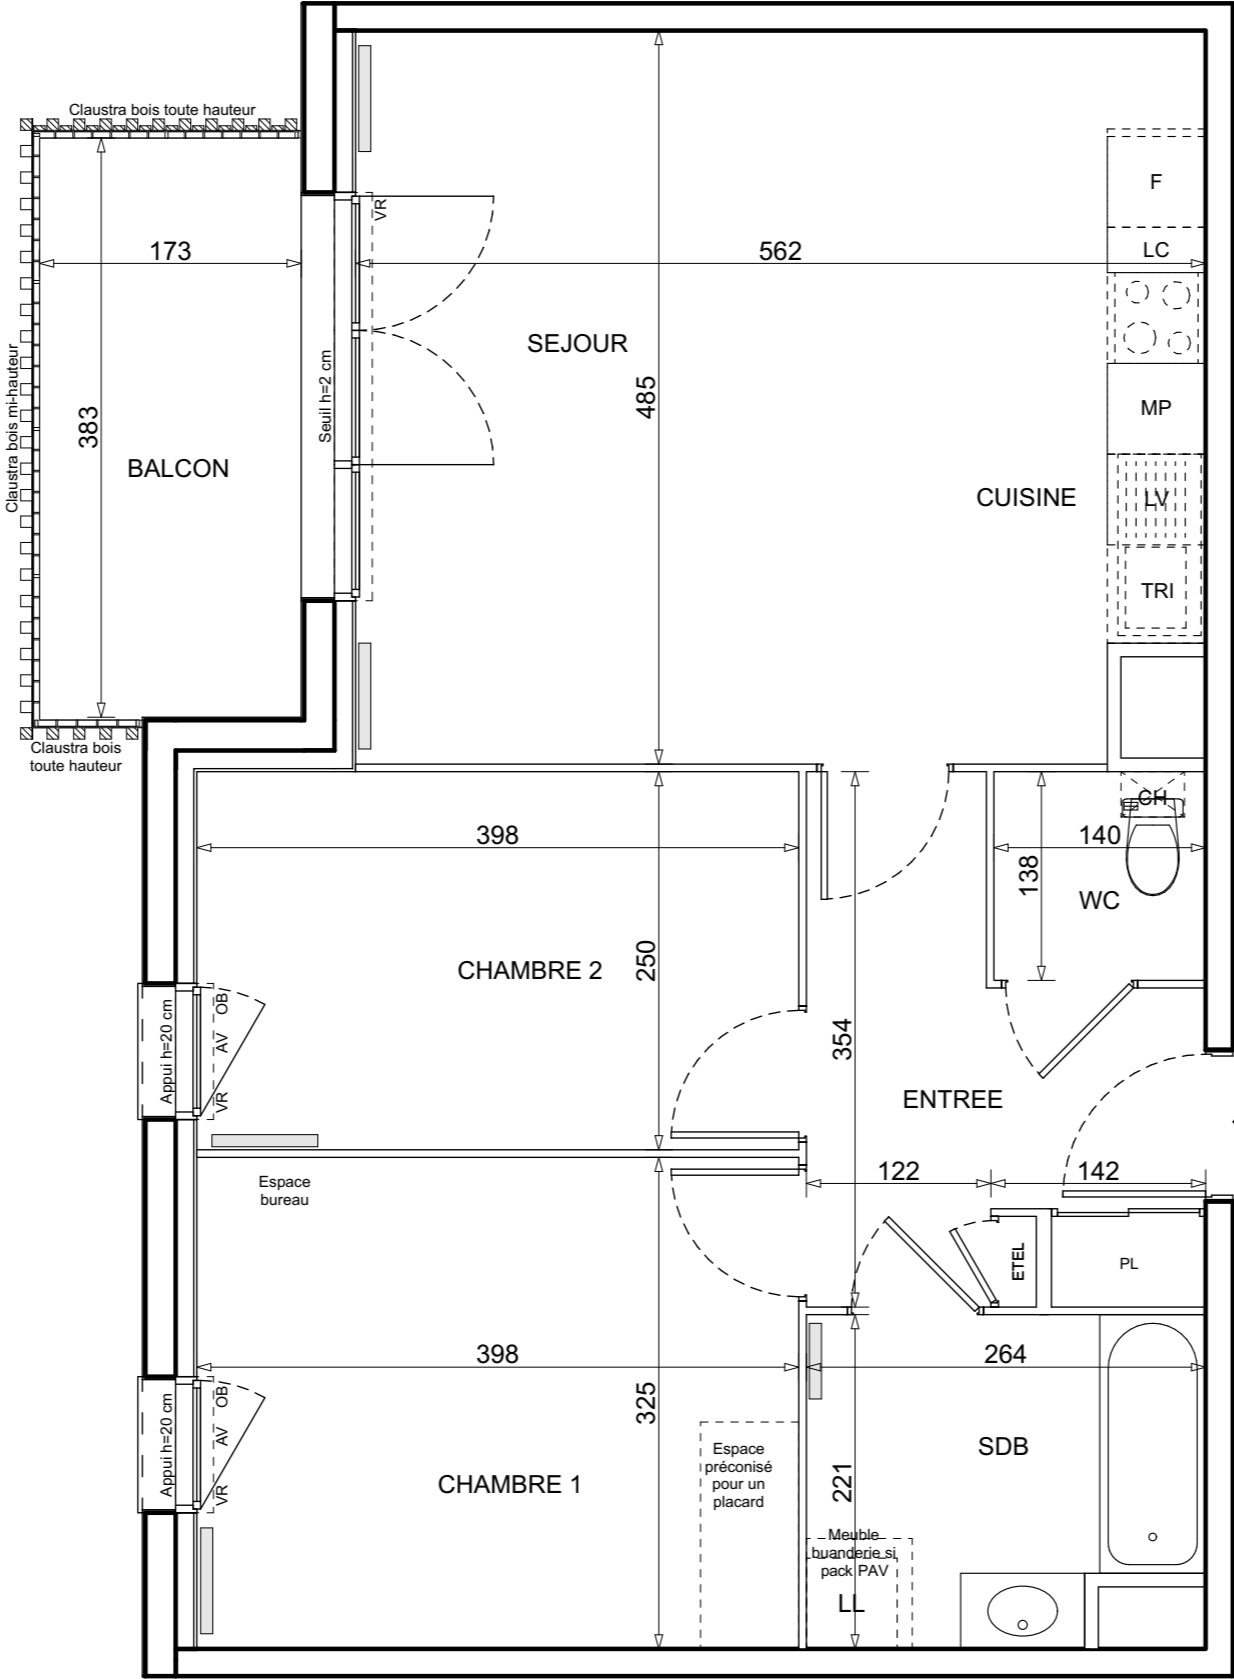 Claustra bois toute hauteur
F
VR
173
562
LC
SEJOUR
Claustra bois mi-hauteur
Seuil h=2 cm
485
383
MP
BALCON
CUISINE
LV
TRI
Claustra bois
toute hauteur
CH
398
140
138
WC
CHAMBRE 2
250
OB
AV
VR
Appui h=20 cm
354
ENTREE
Espace
bureau
122
142
ETEL
PL
398
264
OB
AV
VR
Appui h=20 cm
325
Espace
préconisé
pour un
placard
SDB
CHAMBRE 1
221
Meuble
buanderie si
pack PAV
LL